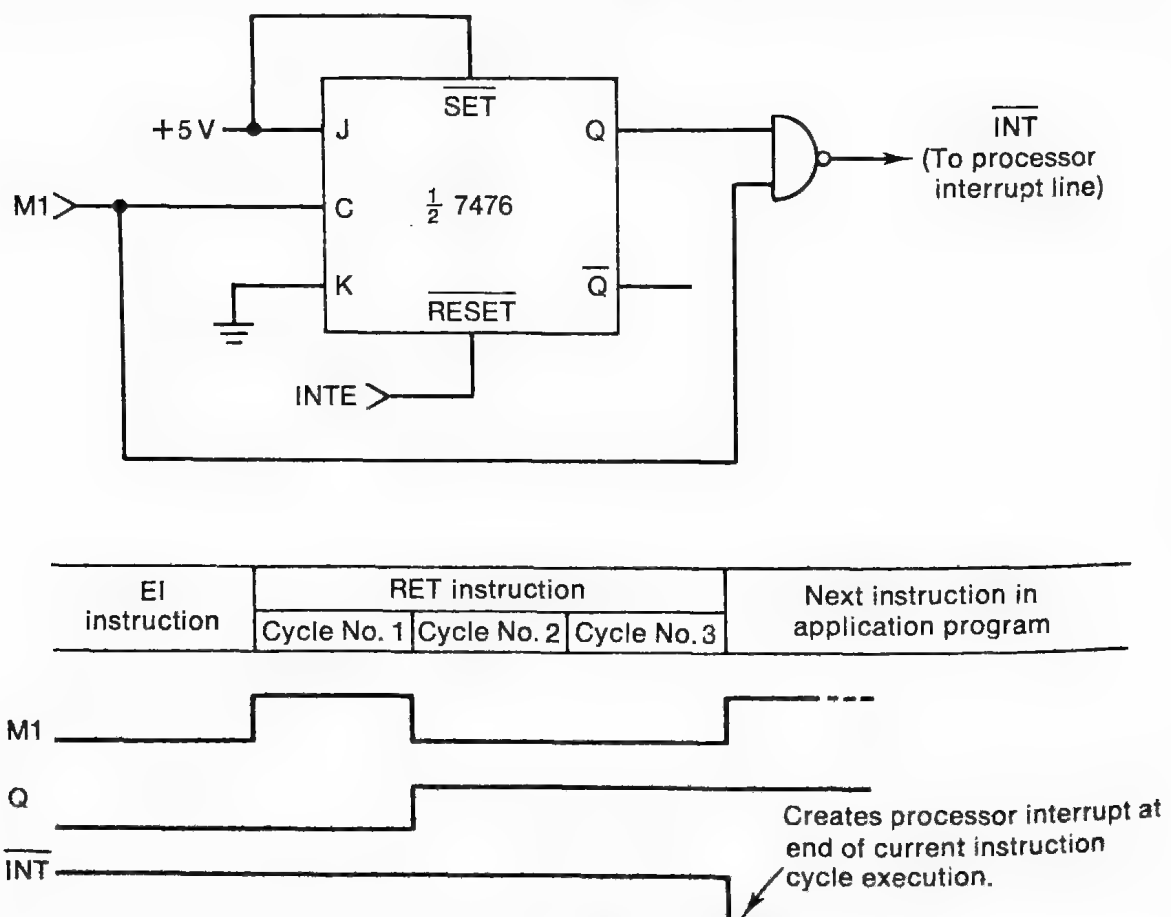 SET
+5V
J
Q
INT
(To processor
interrupt line)
M1
C
1/2 7476
K
RESET
Q
INTE
EI
instruction
RET instruction
Cycle No. 1 Cycle No. 2 Cycle No. 3
Next instruction in
application program
M1
Q
INT
Creates processor interrupt at
end of current instruction
cycle execution.